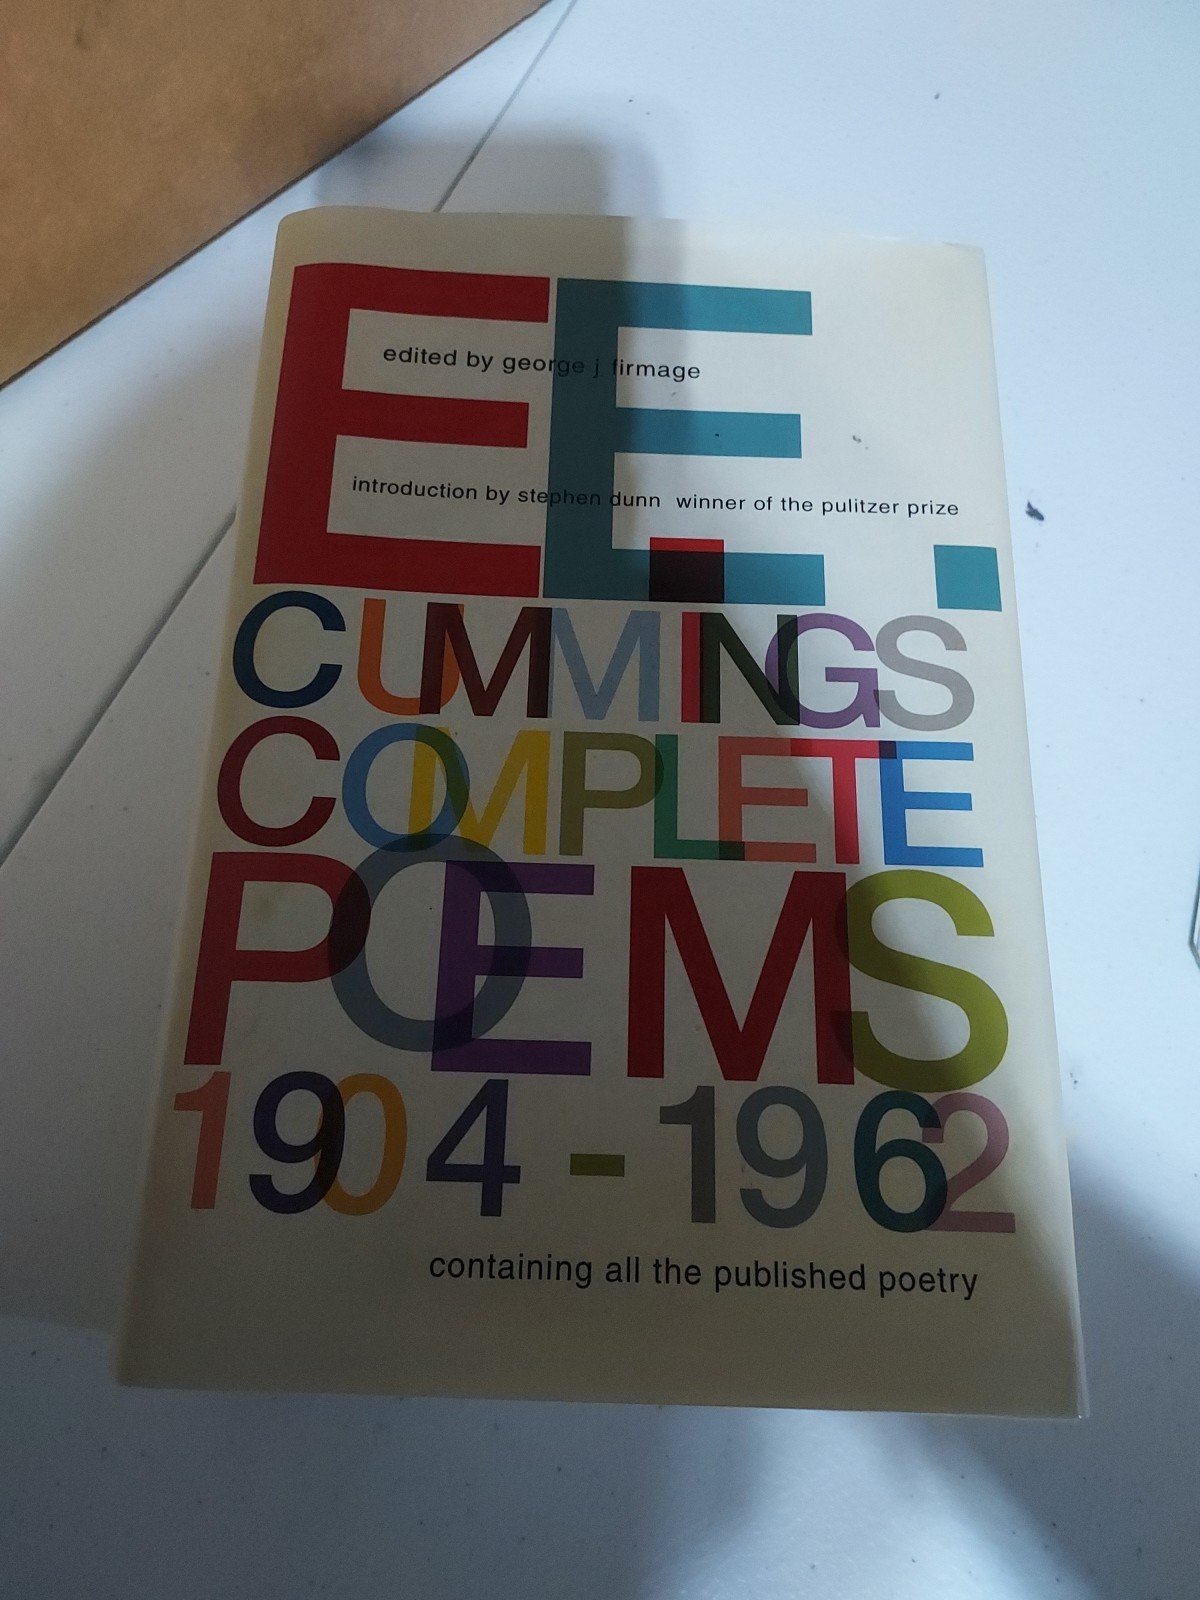 E E .
edited by george j firmage
introduction by stephen dunn winner of the pulitzer prize
CUMMINGS
COMPLETE
POEMS
1904-1962
containing all the published poetry